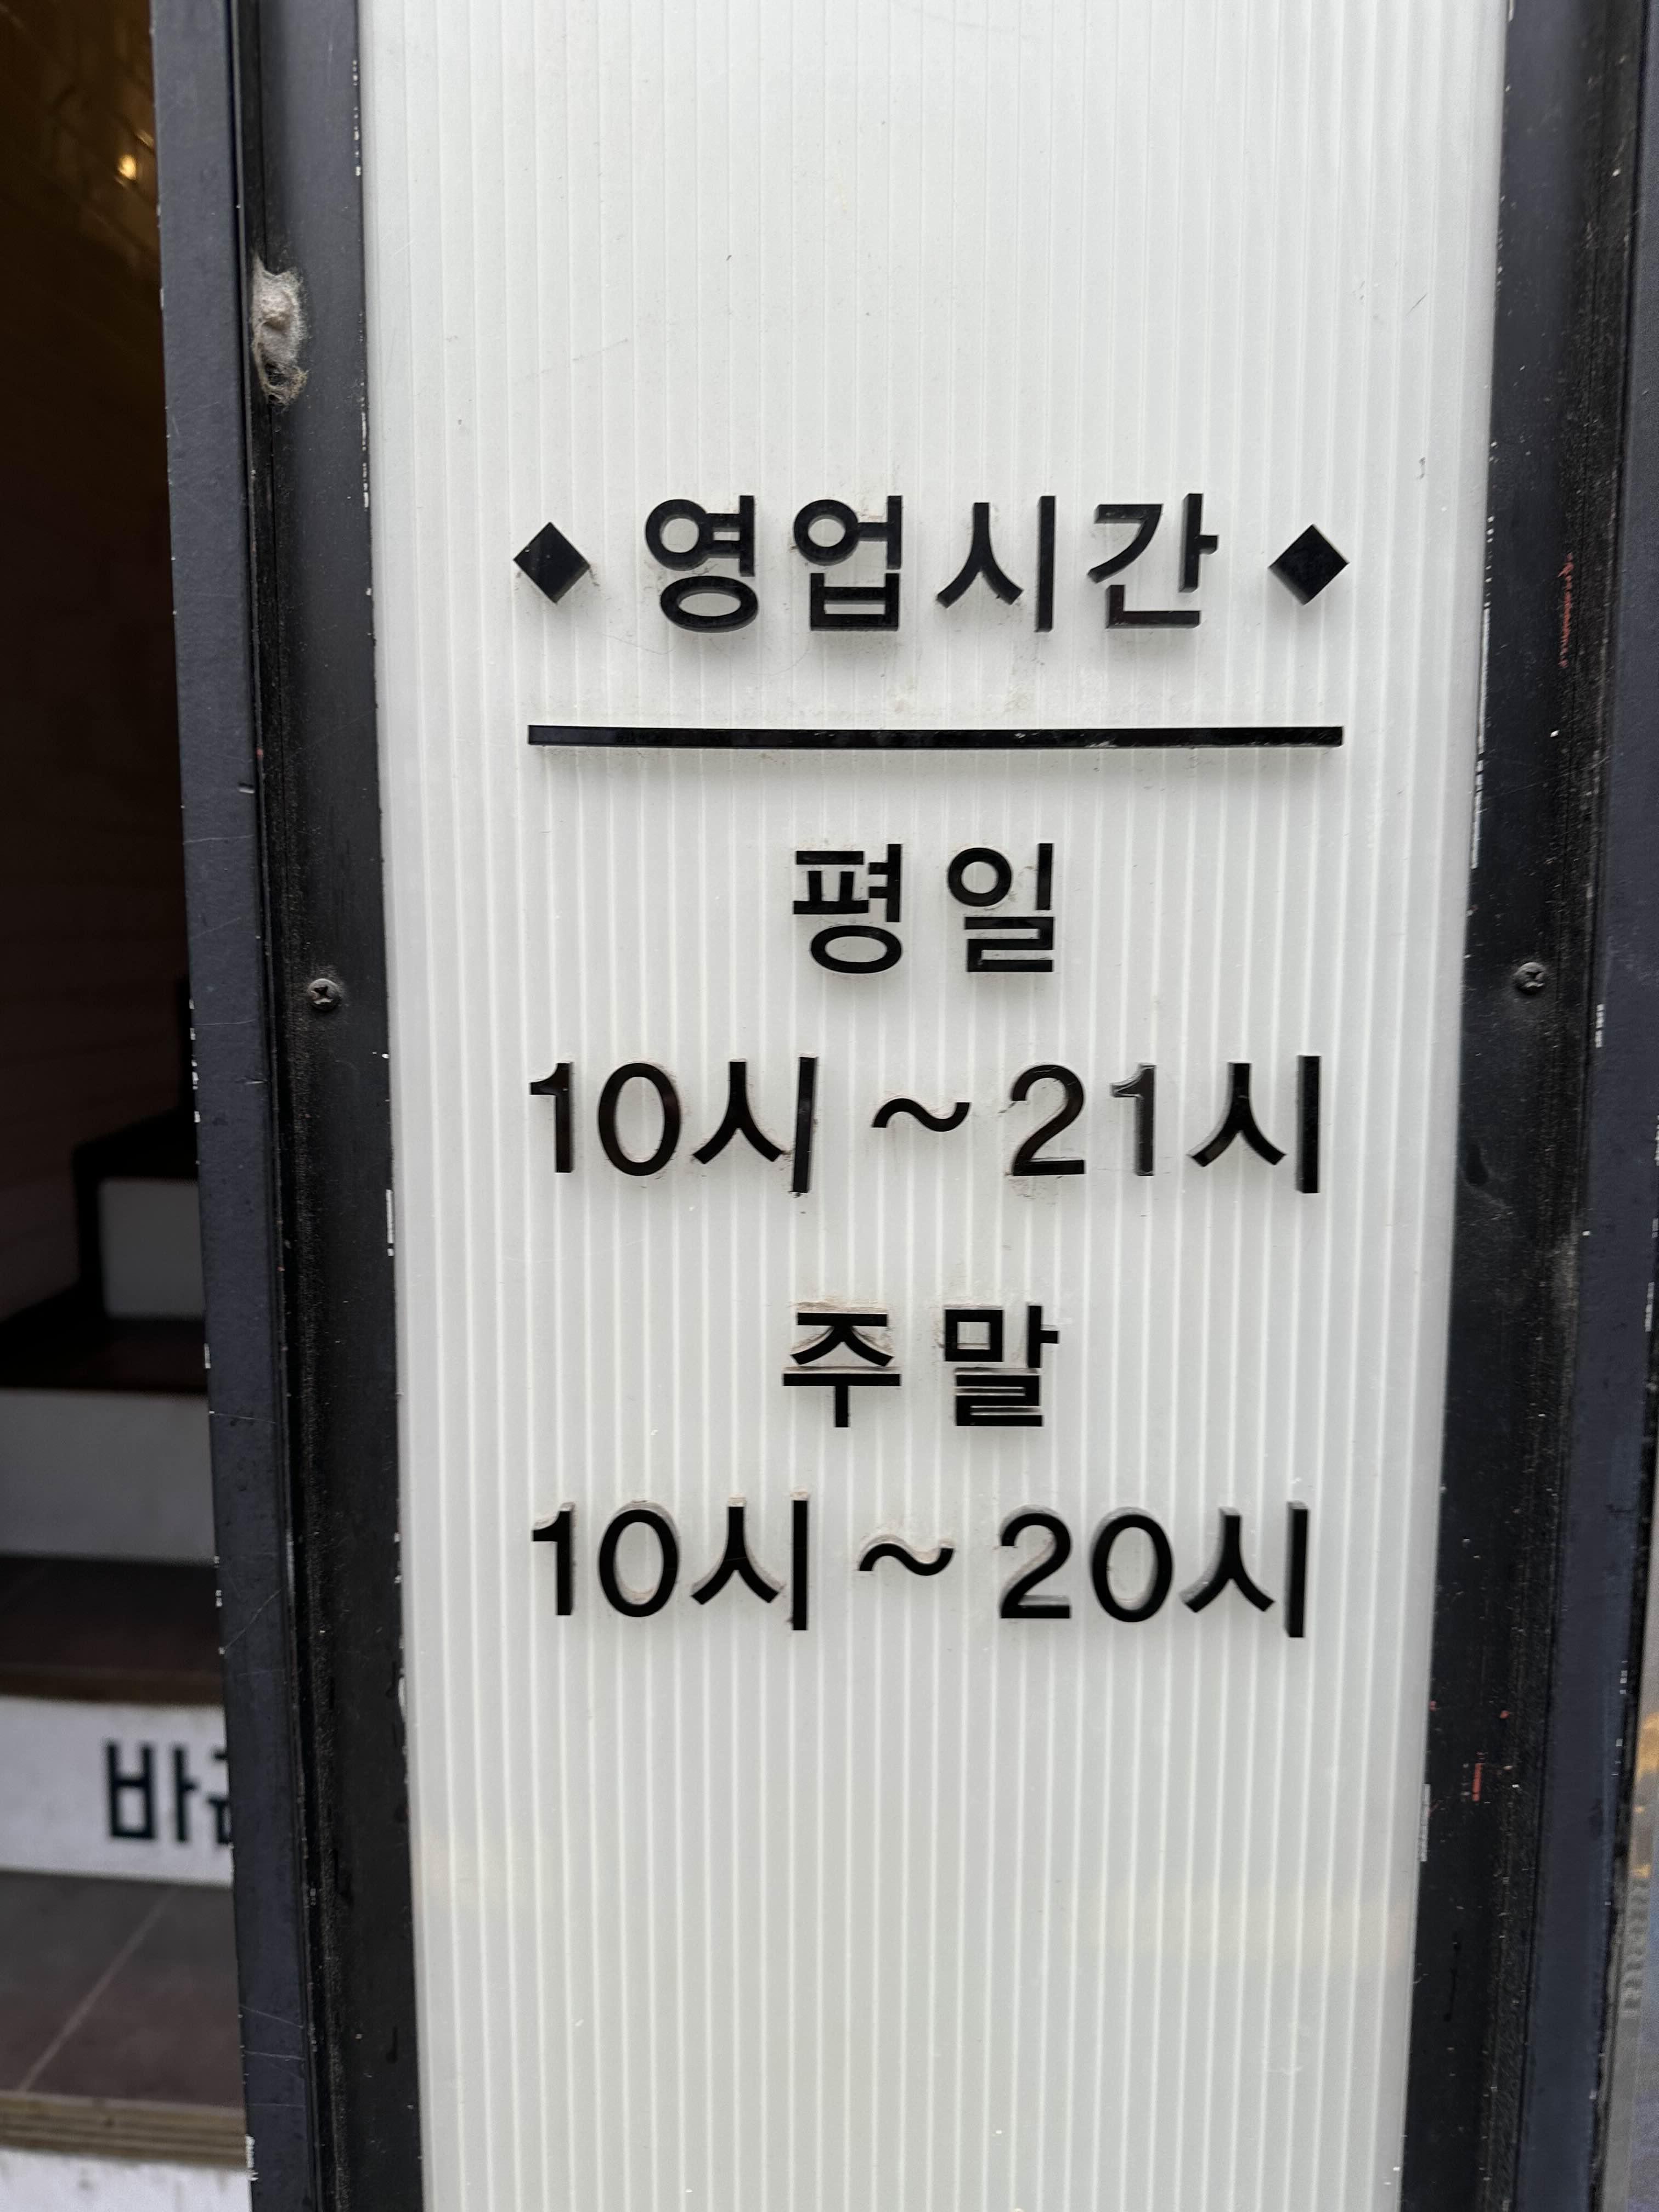 ◆ 영업시간 ◆
평일
10시 ~ 21시
주말
10시 ~ 20시